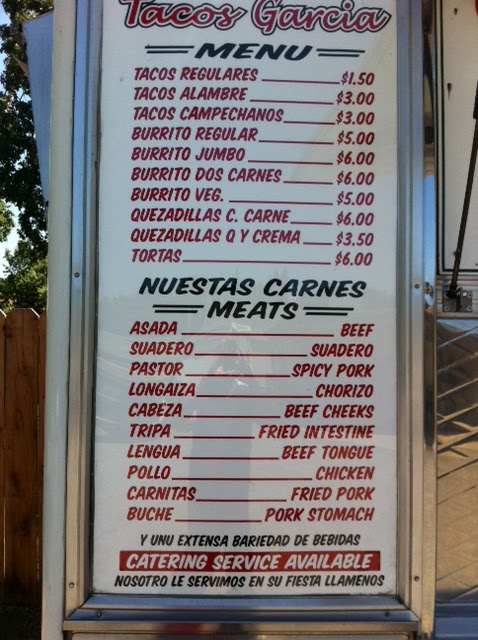 Tacos Garcia
MENU
TACOS REGULARES $1.50
TACOS ALAMBRE $3.00
TACOS CAMPECHANOS $3.00
BURRITO REGULAR $5.00
BURRITO JUMBO $6.00
BURRITO DOS CARNES $6.00
BURRITO VEG. $5.00
QUEZADILLAS C. CARNE $6.00
QUEZADILLAS Q Y CREMA $3.50
TORTAS $6.00
NUESTAS CARNES
MEATS
ASADA BEEF
SUADERO SUADERO
PASTOR SPICY PORK
LONGAIZA CHORIZO
CABEZA BEEF CHEEKS
TRIPA FRIED INTESTINE
LENGUA BEEF TONGUE
POLLO CHICKEN
CARNITAS FRIED PORK
BUCHE PORK STOMACH
Y UNU EXTENSA BARIEDAD DE BEBIDAS
CATERING SERVICE AVAILABLE
NOSOTRO LE SERVIMOS EN SU FIESTA LLAMENOS